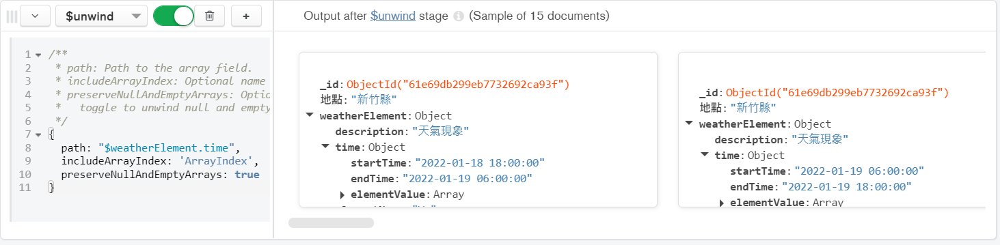 $unwind
+
Output after $unwind stage (Sample of 15 documents)
1 /**
2 * path: Path to the array field.
3 * includeArrayIndex: Optional name
4 * preserveNullAndEmptyArrays: Optio
5 * toggle to unwind null and empty
6 */
7 {
8 path: "$weatherElement.time",
9 includeArrayIndex: 'ArrayIndex',
10 preserveNullAndEmptyArrays: true
11 }
_id: ObjectId("61e69db299eb7732692ca93f")
地點: "新竹縣"
weatherElement: Object
description: "天氣現象"
time: Object
startTime: "2022-01-18 18:00:00"
endTime: "2022-01-19 06:00:00"
elementValue: Array
_id: ObjectId("61e69db299eb7732692ca93f")
地點: "新竹縣"
weatherElement: Object
description: "天氣現象"
time: Object
startTime: "2022-01-19 06:00:00"
endTime: "2022-01-19 18:00:00"
elementValue: Array